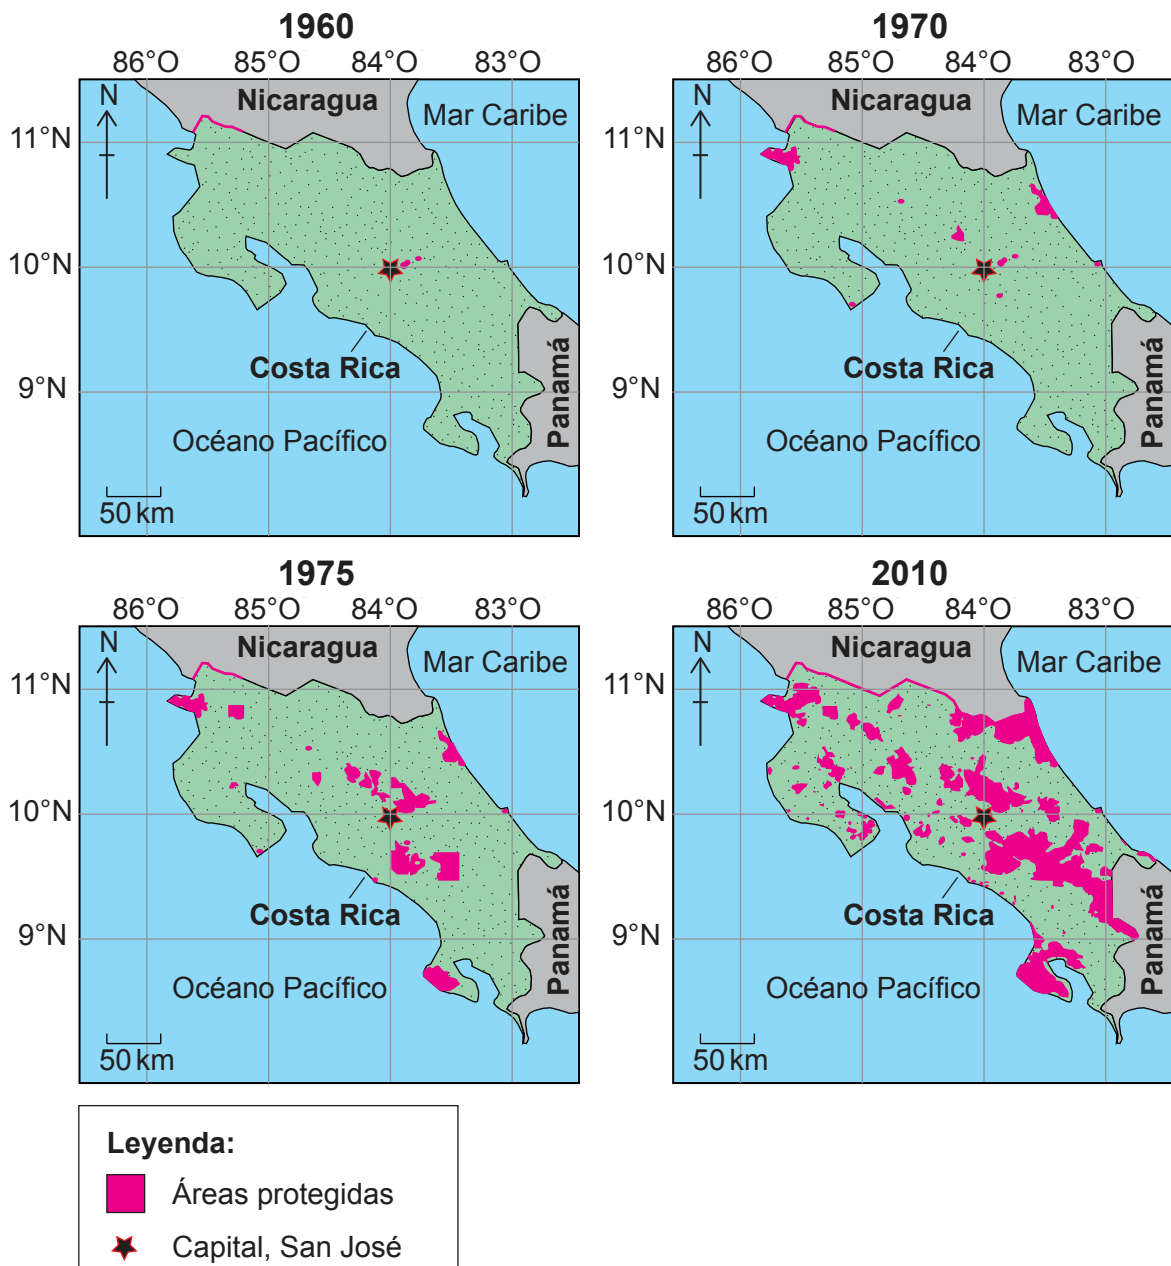 1960
86°O 85°O 84°O 83°O
N
Nicaragua
Mar Caribe
11°N
10°N
Costa Rica
9°N
Océano Pacífico
Panamá
50 km
1970
86°O 85°O 84°O 83°O
N
Nicaragua
Mar Caribe
11°N
10°N
Costa Rica
9°N
Océano Pacífico
Panamá
50 km
1975
86°O 85°O 84°O 83°O
N
Nicaragua
Mar Caribe
11°N
10°N
Costa Rica
9°N
Océano Pacífico
Panamá
50 km
2010
86°O 85°O 84°O 83°O
N
Nicaragua
Mar Caribe
11°N
10°N
Costa Rica
9°N
Océano Pacífico
Panamá
50 km
Leyenda:
Áreas protegidas
Capital, San José